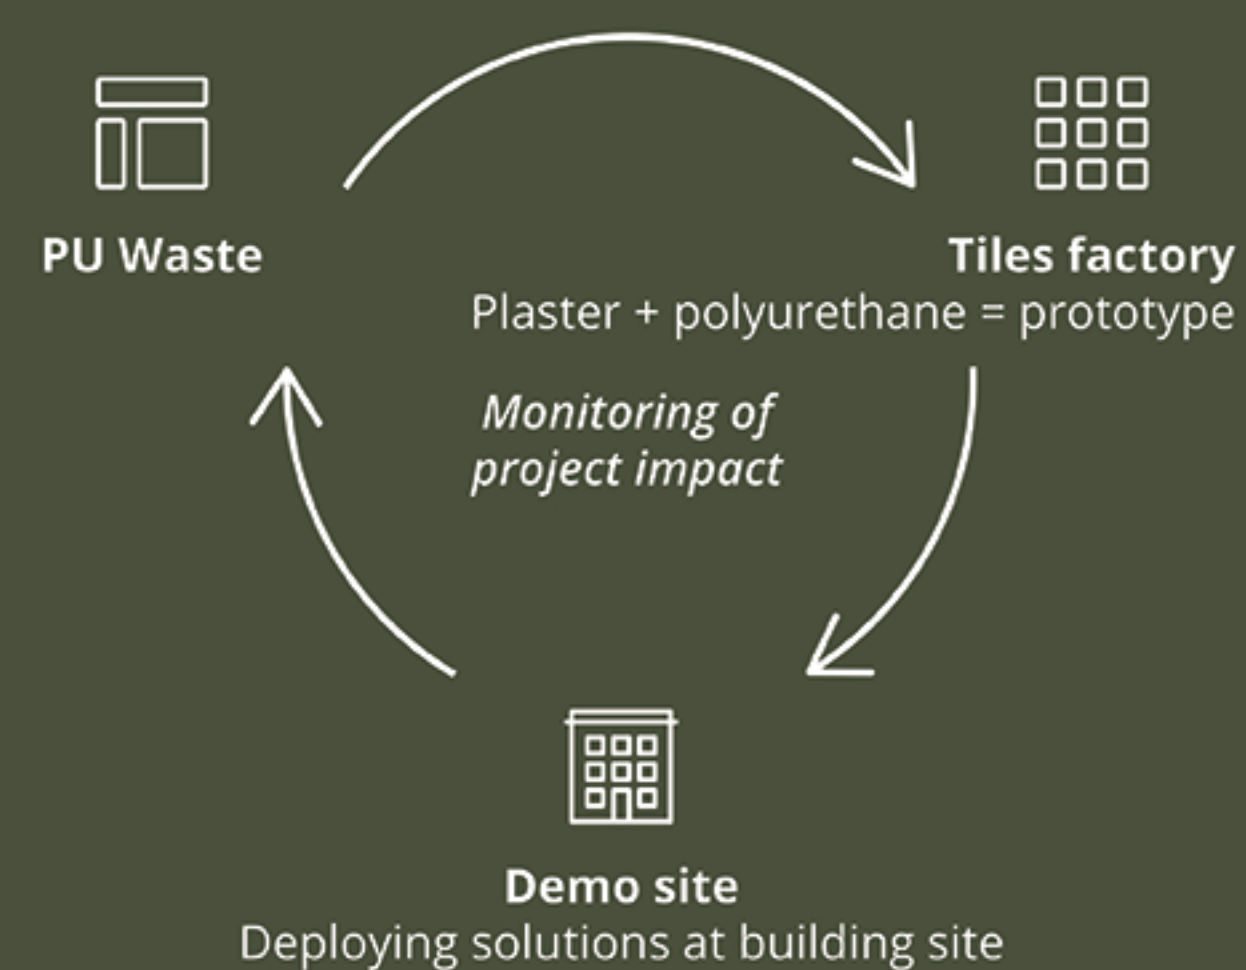 PU Waste
Tiles factory
Plaster + polyurethane = prototype
Monitoring of
project impact
Demo site
Deploying solutions at building site